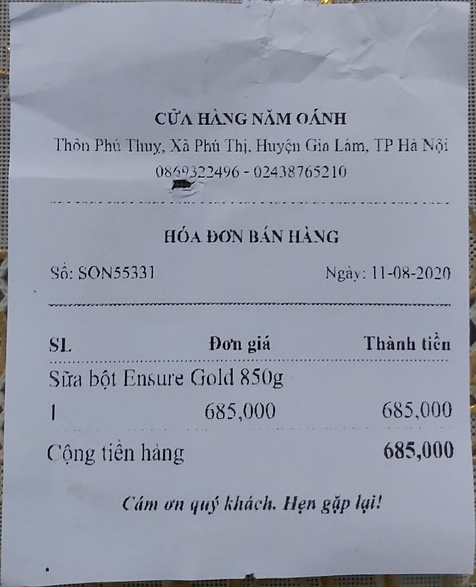 CỬA HÀNG NĂM OÁNH
Thôn Phú Thuỵ, Xã Phú Thị, Huyện Gia Lâm, TP Hà Nội
0869322496 - 02438765210
HÓA ĐƠN BÁN HÀNG
Số: SON55331 Ngày: 11-08-2020
SL Đơn giá Thành tiền
Sữa bột Ensure Gold 850g
1 685,000 685,000
Cộng tiền hàng 685,000
Cám ơn quý khách. Hẹn gặp lại!